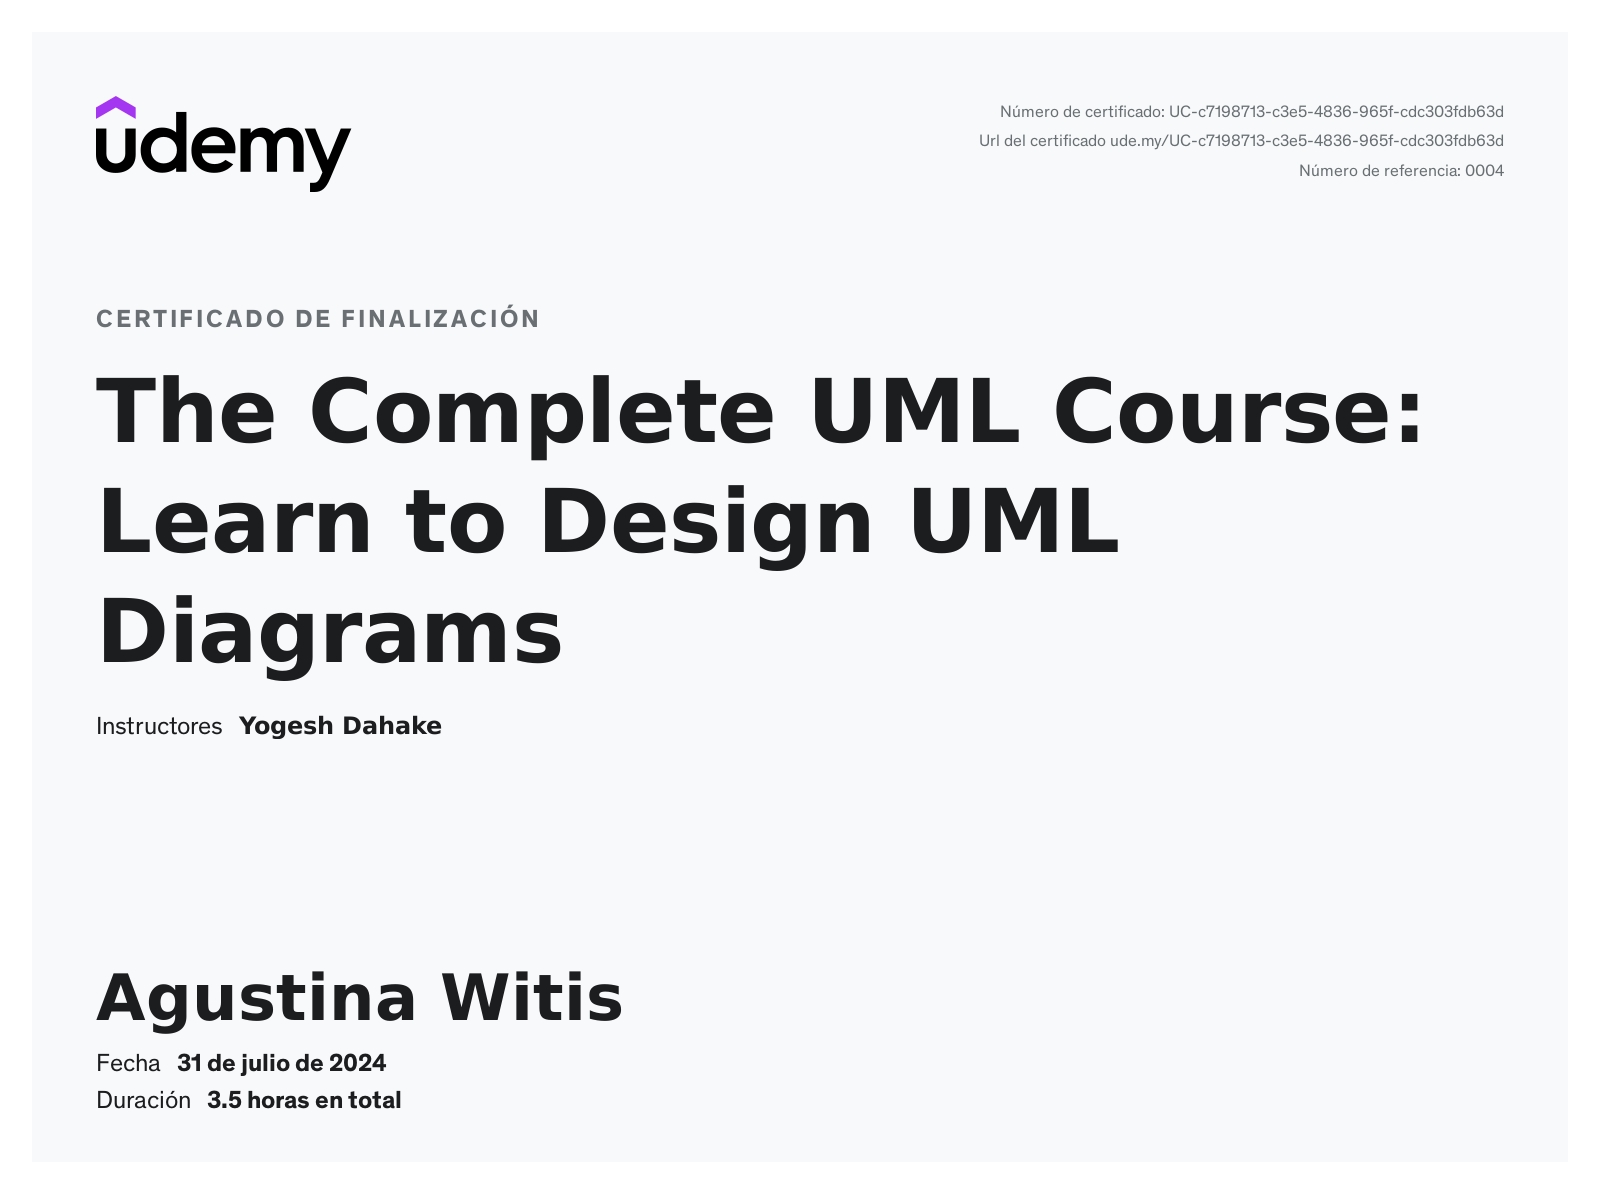 udemy
Número de certificado: UC-c7198713-c3e5-4836-965f-cdc303fdb63d
Url del certificado ude.my/UC-c7198713-c3e5-4836-965f-cdc303fdb63d
Número de referencia: 0004
CERTIFICADO DE FINALIZACIÓN
The Complete UML Course:
Learn to Design UML
Diagrams
Instructores Yogesh Dahake
Agustina Witis
Fecha 31 de julio de 2024
Duración 3.5 horas en total